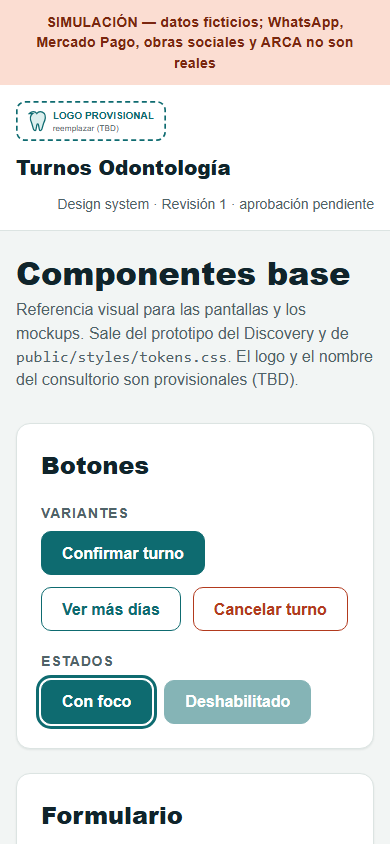 SIMULACIÓN — datos ficticios; WhatsApp,
Mercado Pago, obras sociales y ARCA no son
reales
LOGO PROVISIONAL
reemplazar (TBD)
Turnos Odontología
Design system · Revisión 1 · aprobación pendiente
Componentes base
Referencia visual para las pantallas y los
mockups. Sale del prototipo del Discovery y de
public/styles/tokens.css. El logo y el nombre
del consultorio son provisionales (TBD).
Botones
VARIANTES
Confirmar turno
Ver más días
Cancelar turno
ESTADOS
Con foco
Deshabilitado
Formulario